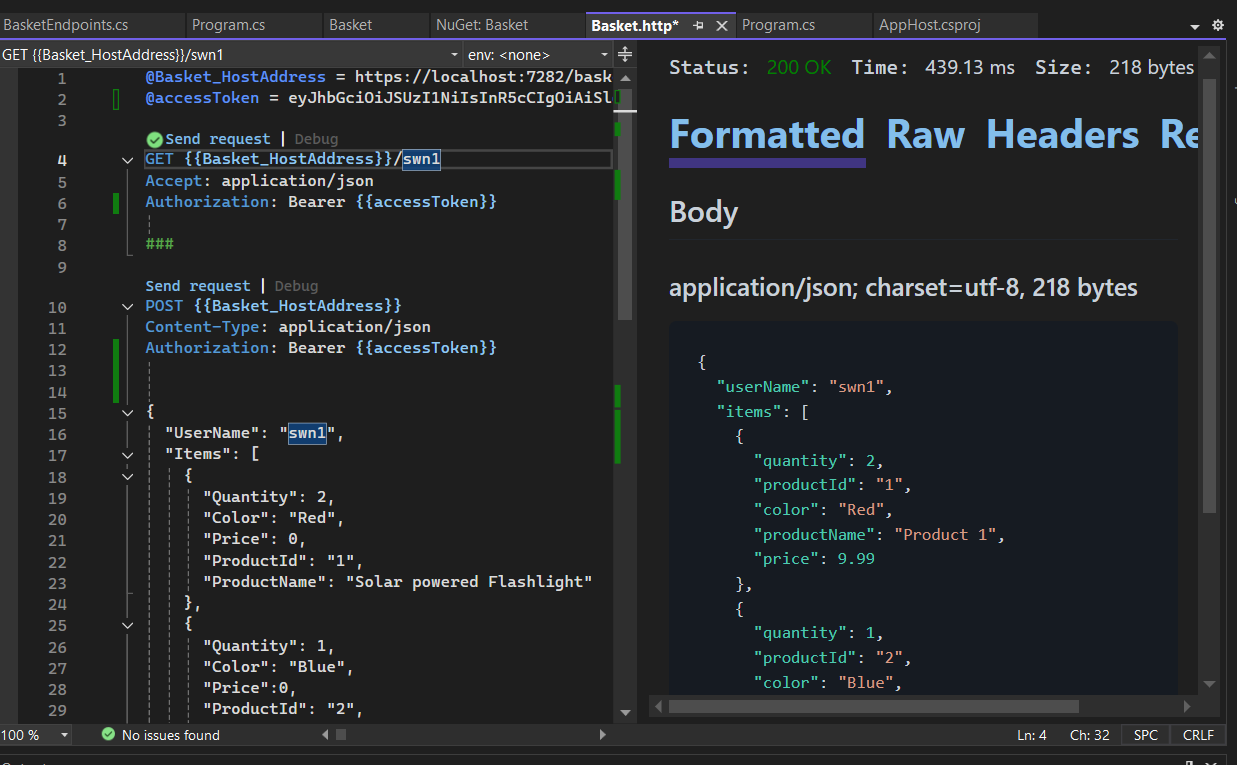 BasketEndpoints.cs Program.cs Basket NuGet: Basket Basket.http* Program.cs AppHost.csproj
GET {{Basket_HostAddress}}/swn1 env: <none>
1 @Basket_HostAddress = https://localhost:7282/bask
2 @accessToken = eyJhbGciOiJSUzI1NiIsInR5cCIgOiAiSl
3
Send request | Debug
4 GET {{Basket_HostAddress}}/swn1
5 Accept: application/json
6 Authorization: Bearer {{accessToken}}
7
8 ###
9
Send request | Debug
10 POST {{Basket_HostAddress}}
11 Content-Type: application/json
12 Authorization: Bearer {{accessToken}}
13
14
15 {
16 "UserName": "swn1",
17 "Items": [
18 {
19 "Quantity": 2,
20 "Color": "Red",
21 "Price": 0,
22 "ProductId": "1",
23 "ProductName": "Solar powered Flashlight"
24 },
25 {
26 "Quantity": 1,
27 "Color": "Blue",
28 "Price":0,
29 "ProductId": "2",
Status: 200 OK Time: 439.13 ms Size: 218 bytes
Formatted Raw Headers Re
Body
application/json; charset=utf-8, 218 bytes
{
"userName": "swn1",
"items": [
{
"quantity": 2,
"productId": "1",
"color": "Red",
"productName": "Product 1",
"price": 9.99
},
{
"quantity": 1,
"productId": "2",
"color": "Blue",
100 % No issues found Ln: 4 Ch: 32 SPC CRLF